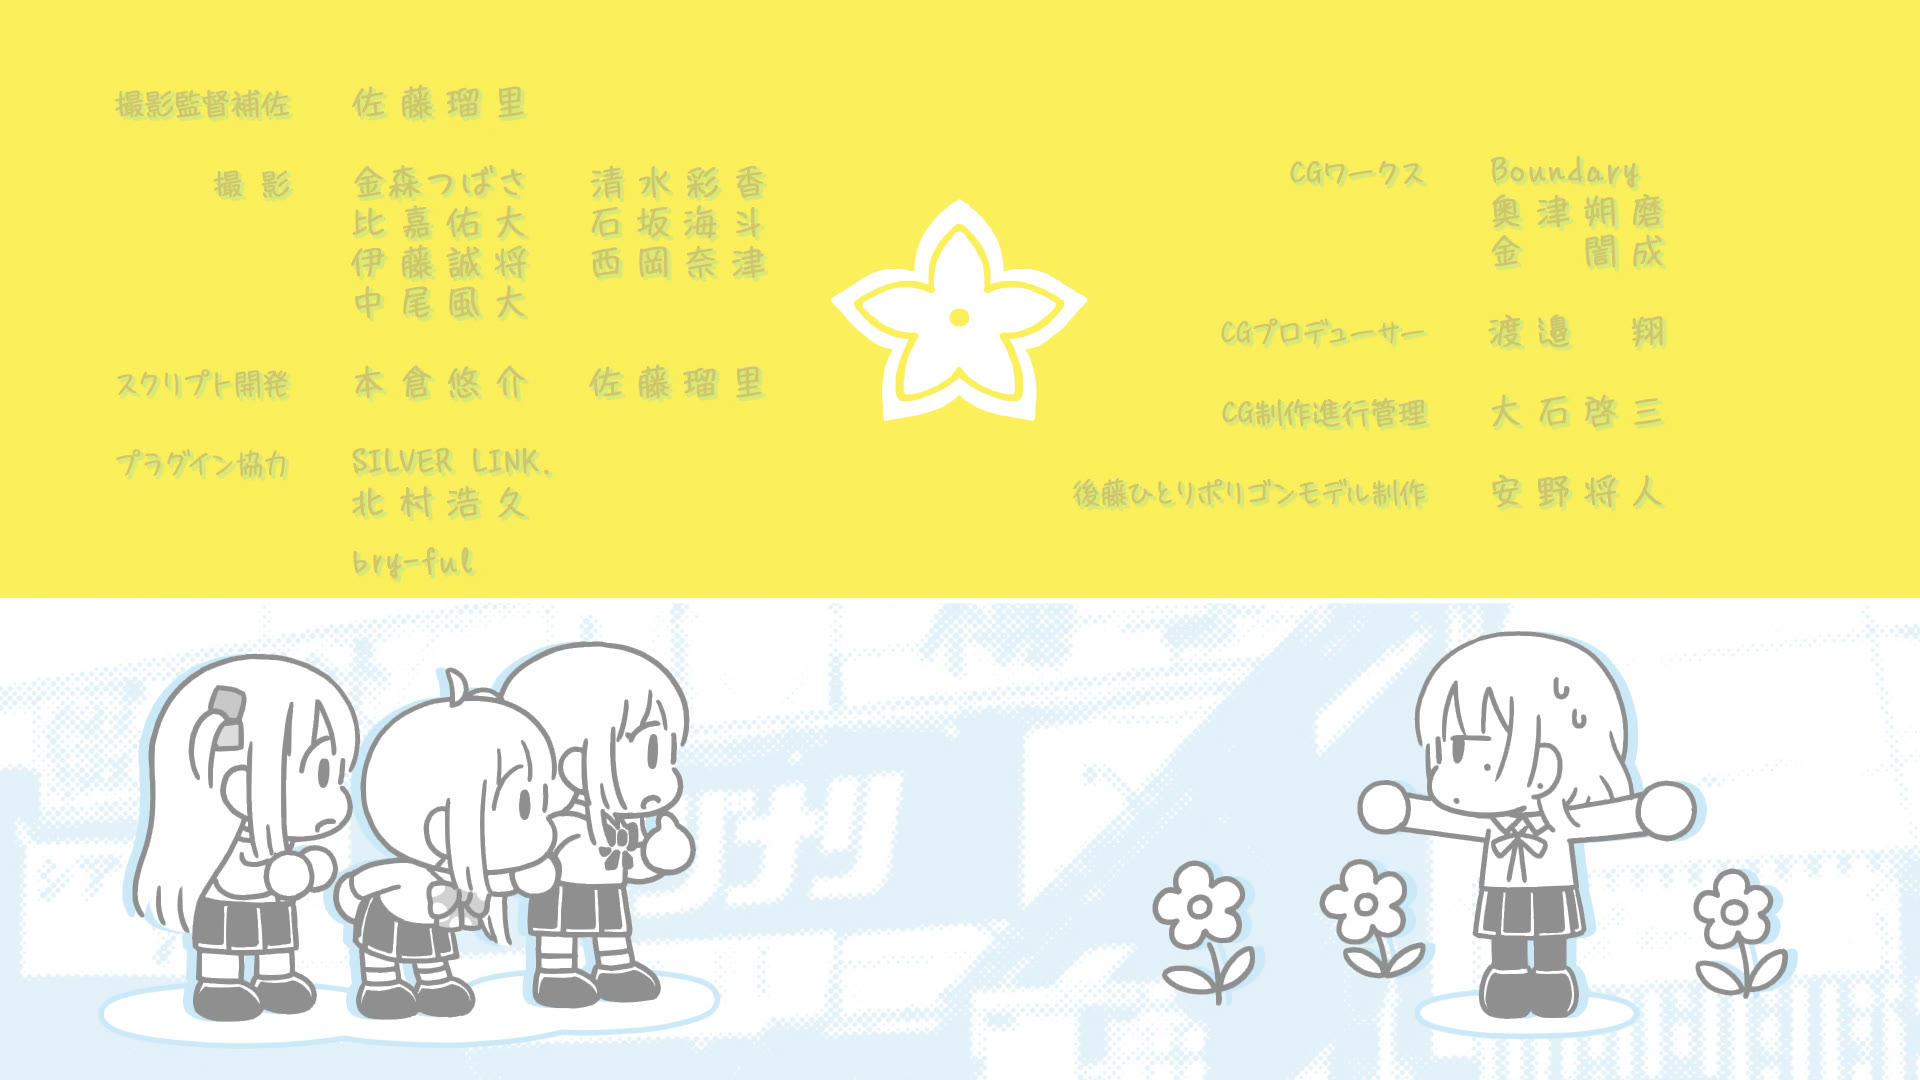 撮影監督補佐 佐藤瑠里
撮影 金森つばさ 清水彩香
比嘉佑大 石坂海斗
伊藤誠将 西岡奈津
中尾風大
スクリプト開発 本倉悠介 佐藤瑠里
プラグイン協力 SILVER LINK.
北村浩久
bry-ful
CGワークス Boundary
奥津朔磨
金 誾成
CGプロデューサー 渡邉 翔
CG制作進行管理 大石啓三
後藤ひとりポリゴンモデル制作 安野将人